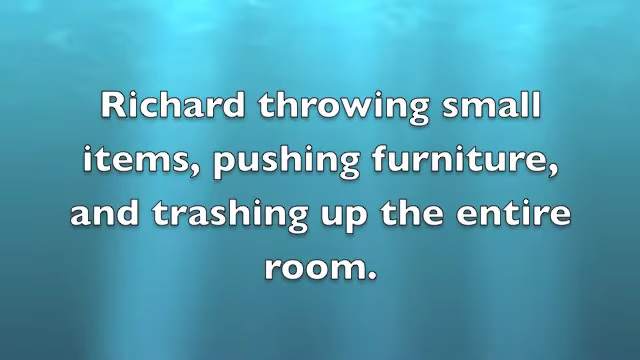 Richard throwing small
items, pushing furniture,
and trashing up the entire
room.